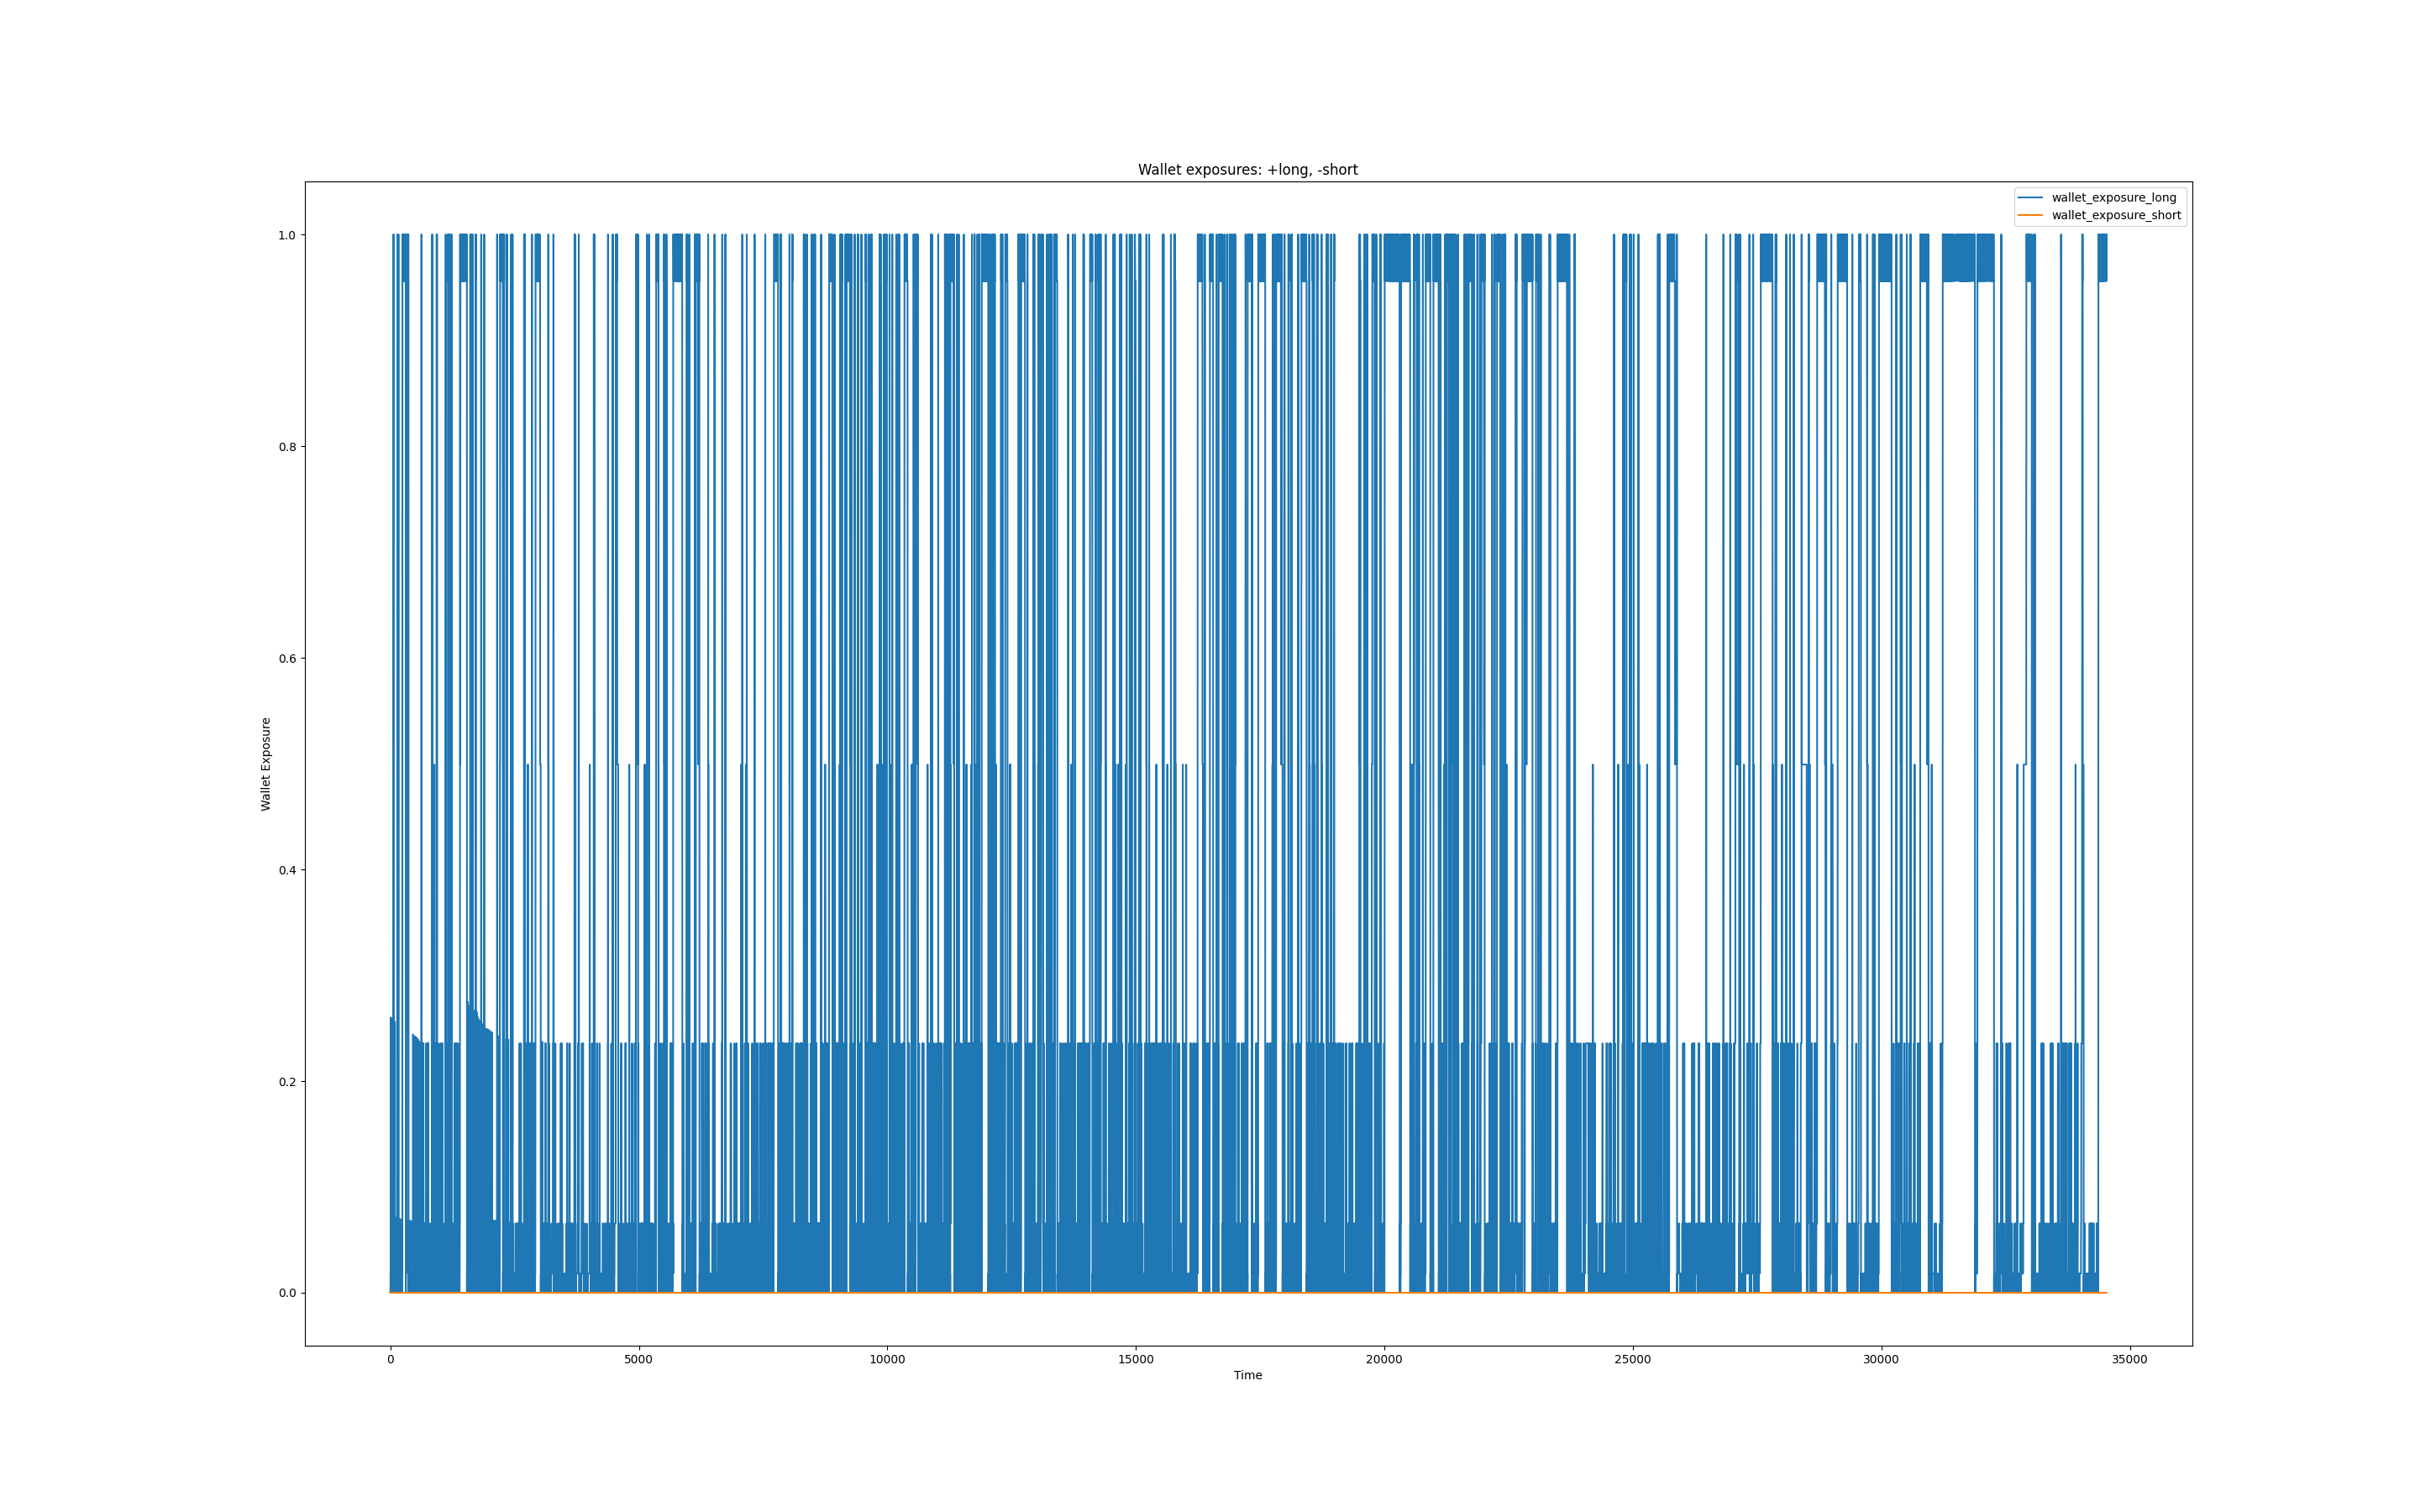 Wallet exposures: +long, -short
wallet_exposure_long
wallet_exposure_short
1.0
0.8
0.6
0.4
0.2
0.0
Wallet Exposure
0 5000 10000 15000 20000 25000 30000 35000
Time